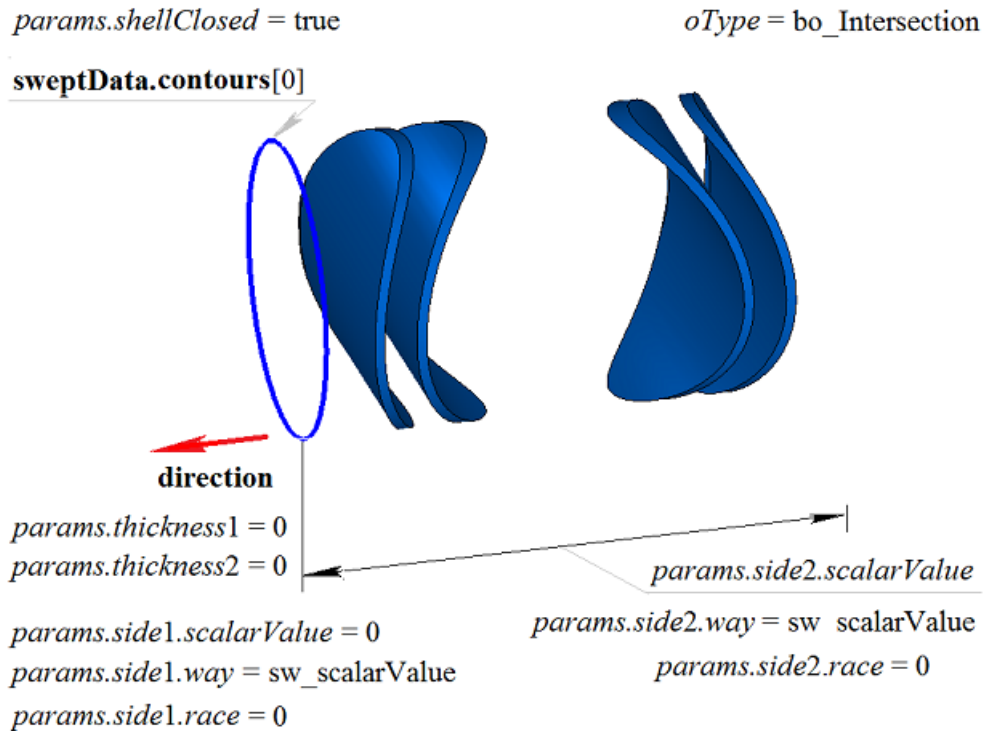 params.shellClosed = true
oType = bo_Intersection
sweptData.contours[0]
direction
params.thickness1 = 0
params.thickness2 = 0
params.side2.scalarValue
params.side1.scalarValue = 0
params.side2.way = sw scalarValue
params.side1.way = sw_scalarValue
params.side2.race = 0
params.side1.race = 0